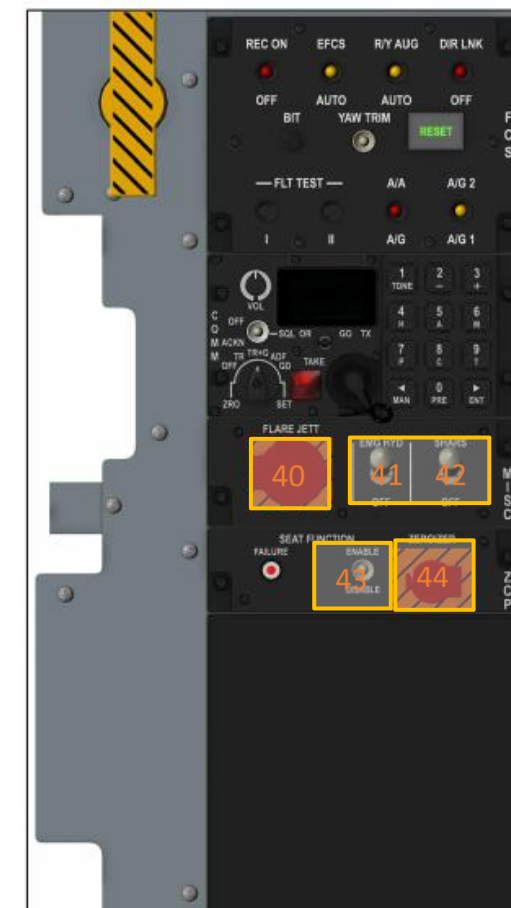 REC ON EFCS R/Y AUG DIR LNK
OFF AUTO AUTO OFF
BIT YAW TRIM
RESET
FLT TEST A/A A/G 2
I II A/G A/G 1
F
C
S
VOL
OFF
ACKN
SQL OR GO TX
C
O
M
M
OFF TR TR+G ADF GD TAKE
ZRO SET
1 2 3
TONE - +
4 5 6
H A M
7 8 9
F C T
◄ 0 ►
MAN PRE ENT
FLARE JETT
EMG HYD SHARS
40 41 42
OFF OFF
M
I
S
C
SEAT FUNCTION ZEROIZER
FAILURE ENABLE
43 44
DISABLE
Z
C
P